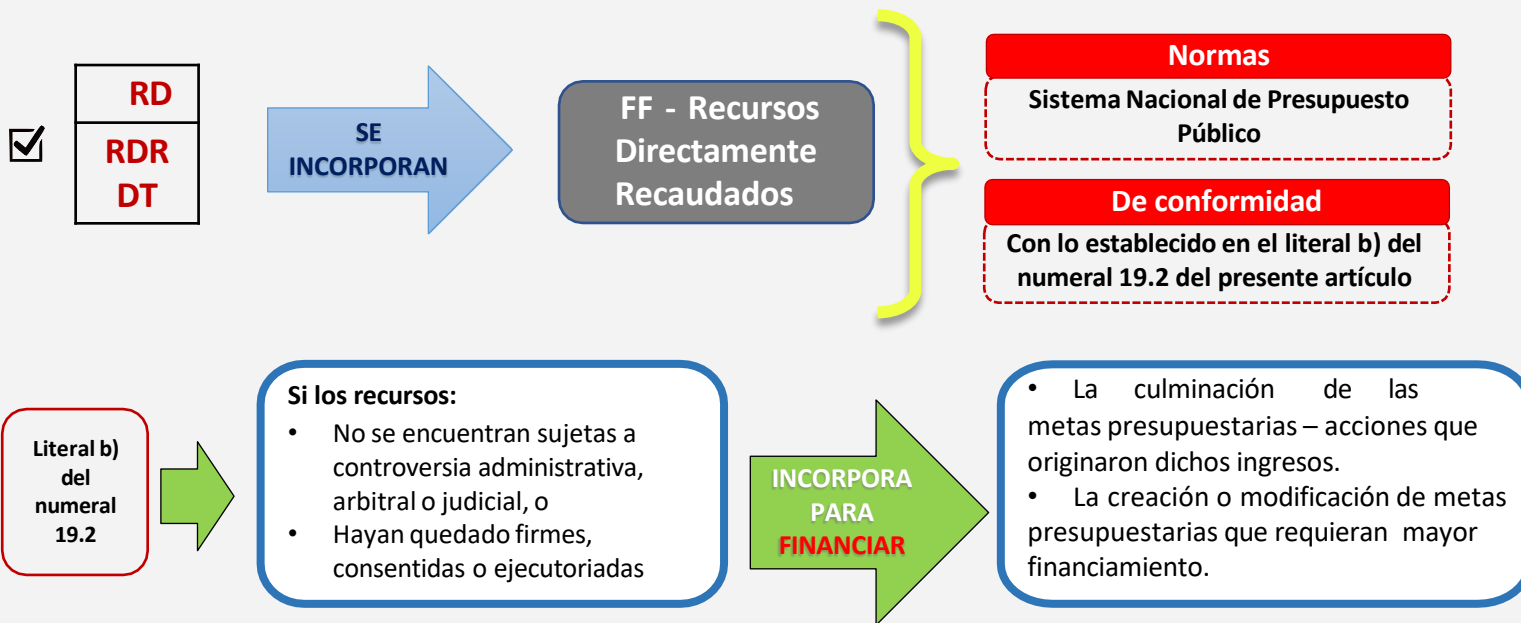 RD
RDR
DT
SE
INCORPORAN
FF - Recursos
Directamente
Recaudados
Normas
Sistema Nacional de Presupuesto
Público
De conformidad
Con lo establecido en el literal b) del
numeral 19.2 del presente artículo
Literal b)
del
numeral
19.2
Si los recursos:
• No se encuentran sujetas a
controversia administrativa,
arbitral o judicial, o
• Hayan quedado firmes,
consentidas o ejecutoriadas
INCORPORA
PARA
FINANCIAR
• La culminación de las
metas presupuestarias – acciones que
originaron dichos ingresos.
• La creación o modificación de metas
presupuestarias que requieran mayor
financiamiento.